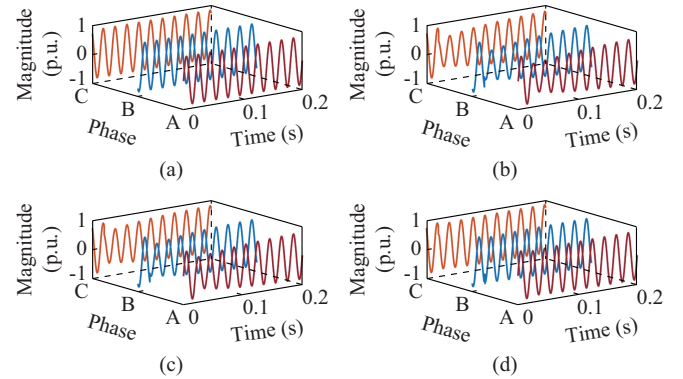 Magnitude
(p.u.)
1
0
-1
C
B
A
Phase
0
0.1
0.2
Time (s)
(a)
Magnitude
(p.u.)
1
0
-1
C
B
A
Phase
0
0.1
0.2
Time (s)
(b)
Magnitude
(p.u.)
1
0
-1
C
B
A
Phase
0
0.1
0.2
Time (s)
(c)
Magnitude
(p.u.)
1
0
-1
C
B
A
Phase
0
0.1
0.2
Time (s)
(d)